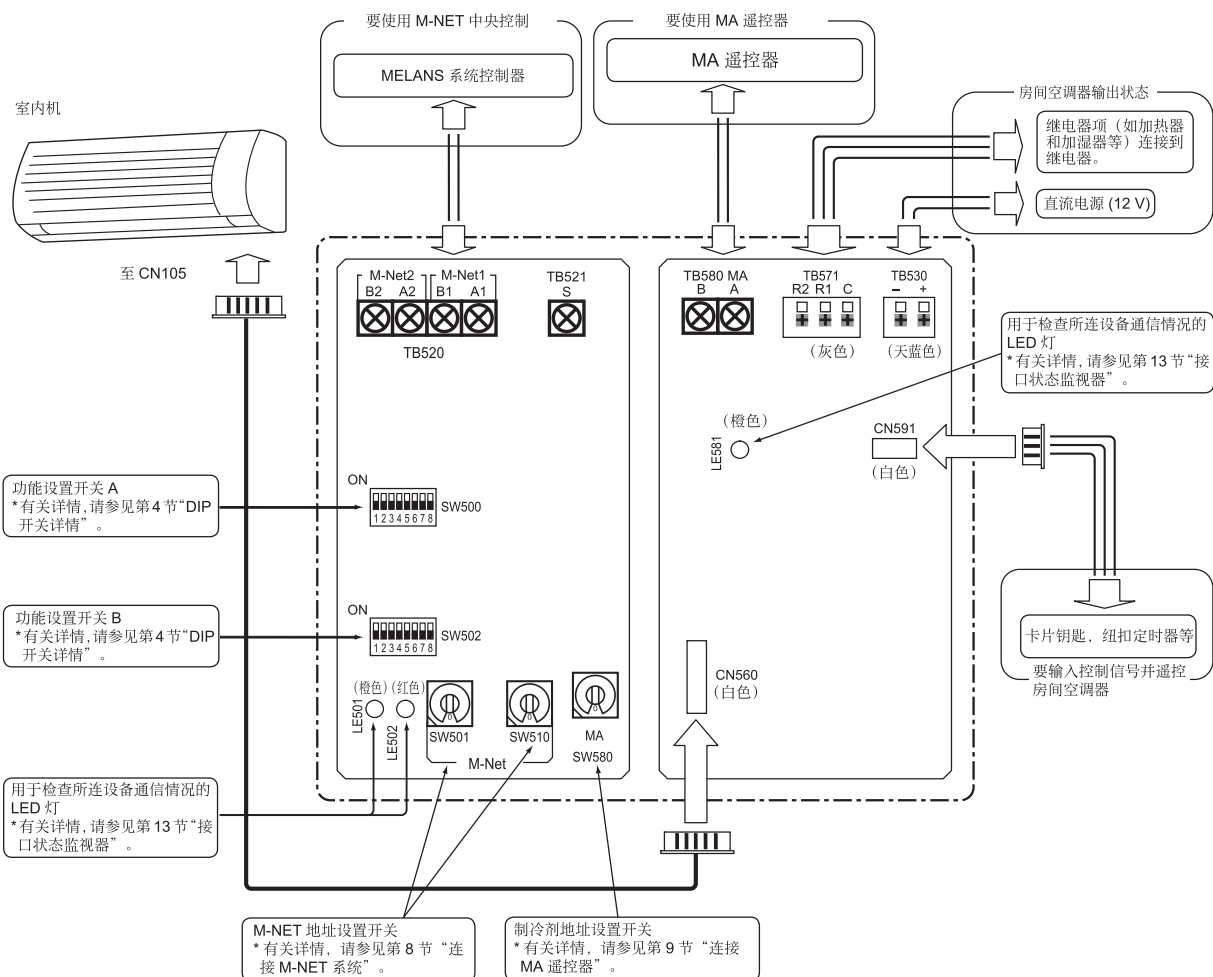 要使用 M-NET 中央控制
MELANS 系统控制器
要使用 MA 遥控器
MA 遥控器
房间空调器输出状态
继电器项（如加热器
和加湿器等）连接到
继电器。
直流电源 (12 V)
室内机
至 CN105
M-Net2 M-Net1
B2 A2 B1 A1
TB520
TB521
S
TB580 MA
B A
TB571
R2 R1 C
（灰色）
TB530
− +
（天蓝色）
用于检查所连设备通信情况的
LED 灯
*有关详情，请参见第 13 节“接
口状态监视器”。
（橙色）
LE581
CN591
（白色）
功能设置开关 A
*有关详情，请参见第 4 节“DIP
开关详情”。
ON
1 2 3 4 5 6 7 8
SW500
功能设置开关 B
*有关详情，请参见第 4 节“DIP
开关详情”。
ON
1 2 3 4 5 6 7 8
SW502
卡片钥匙，纽扣定时器等
要输入控制信号并遥控
房间空调器
CN560
（白色）
（橙色）（红色）
LE501
LE502
0
SW501
0
SW510
M-Net
0
MA
SW580
用于检查所连设备通信情况的
LED 灯
*有关详情，请参见第 13 节“接
口状态监视器”。
M-NET 地址设置开关
* 有关详情，请参见第 8 节“连
接 M-NET 系统”。
制冷剂地址设置开关
* 有关详情，请参见第 9 节“连接
MA 遥控器”。